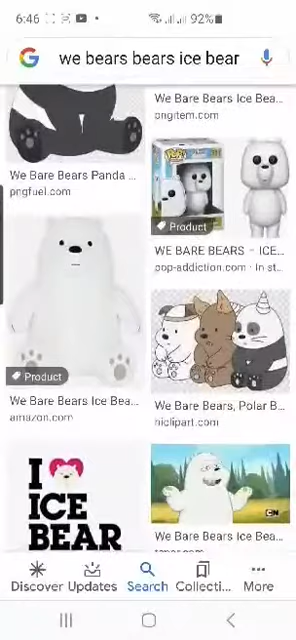 6:46
92%
we bears bears ice bear
We Bare Bears Panda ...
pngfuel.com
We Bare Bears Ice Bea...
pngitem.com
POP!
Product
WE BARE BEARS - ICE...
pop-addiction.com · In st...
Product
We Bare Bears Ice Bea...
amazon.com
We Bare Bears, Polar B...
hiclipart.com
I
ICE
BEAR
CN
We Bare Bears Ice Bea...
Discover
Updates
Search
Collecti...
More